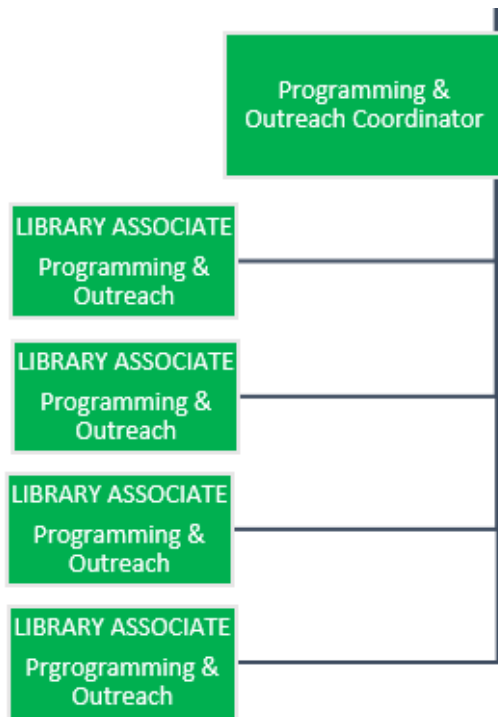 Programming &
Outreach Coordinator
LIBRARY ASSOCIATE
Programming &
Outreach
LIBRARY ASSOCIATE
Programming &
Outreach
LIBRARY ASSOCIATE
Programming &
Outreach
LIBRARY ASSOCIATE
Prgrogramming &
Outreach